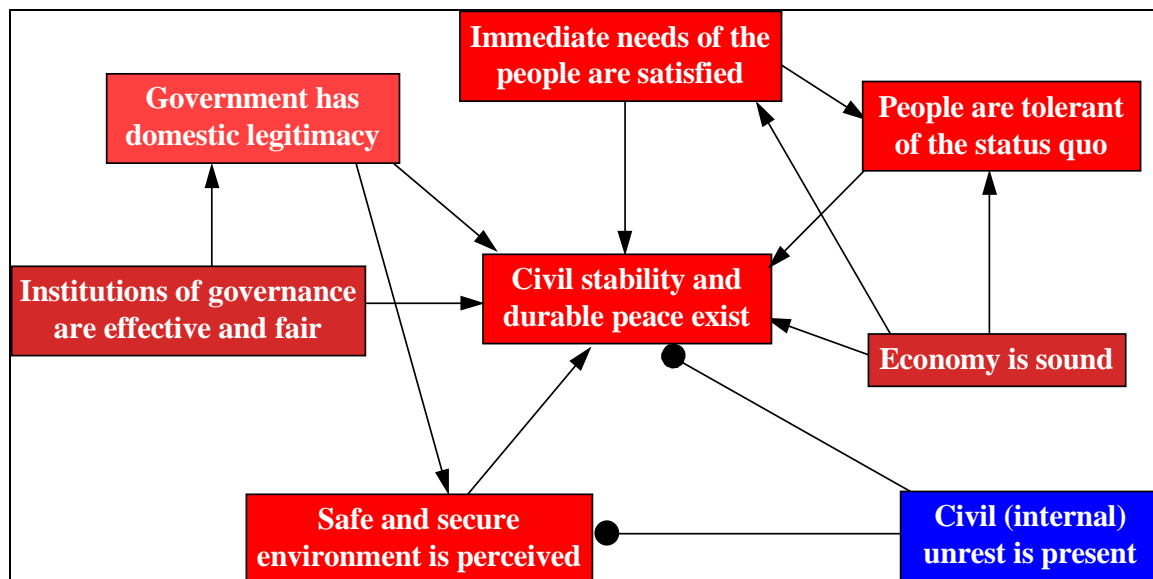 Immediate needs of the
people are satisfied
Government has
domestic legitimacy
People are tolerant
of the status quo
Institutions of governance
are effective and fair
Civil stability and
durable peace exist
Economy is sound
Safe and secure
environment is perceived
Civil (internal)
unrest is present